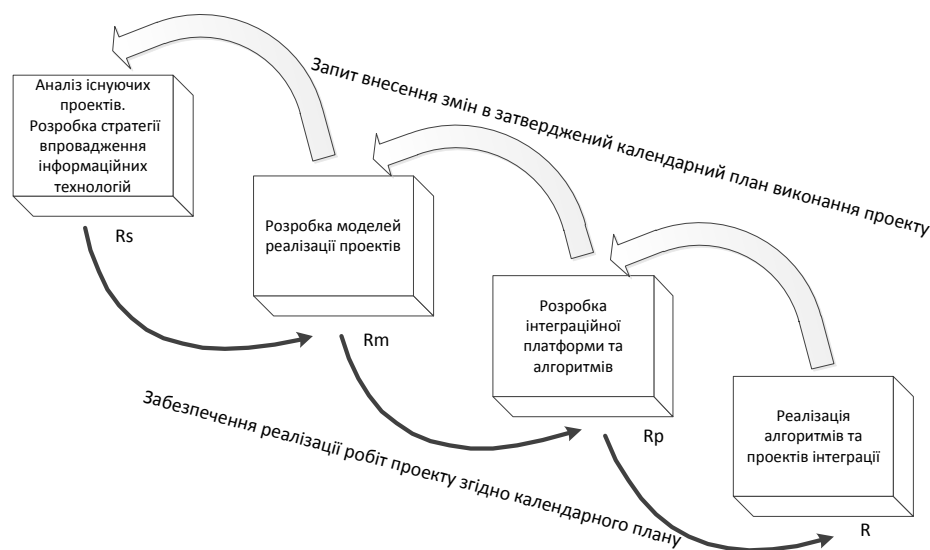 Аналіз існуючих
проектів.
Розробка стратегії
впровадження
інформаційних
технологій
Rs
Запит внесення змін в затверджений календарний план виконання проекту
Розробка моделей
реалізації проектів
Rm
Розробка
інтеграційної
платформи та
алгоритмів
Rp
Реалізація
алгоритмів та
проектів інтеграції
R
Забезпечення реалізації робіт проекту згідно календарного плану